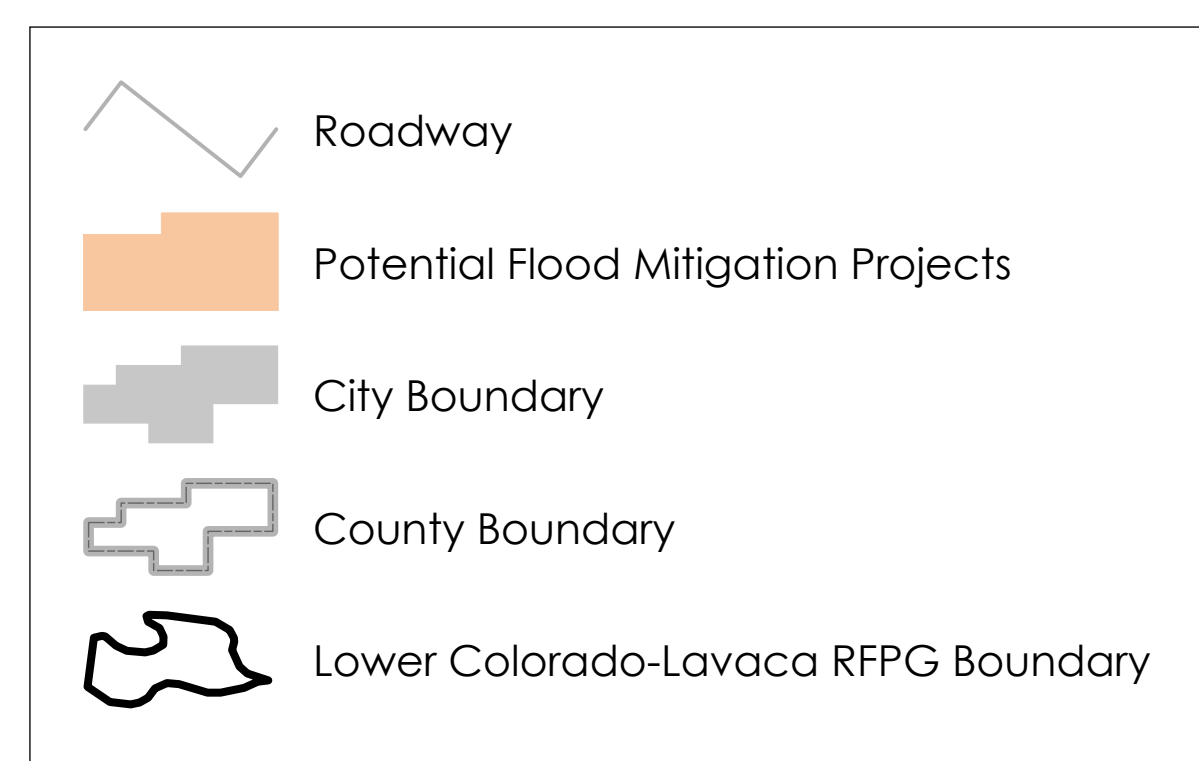 Roadway
Potential Flood Mitigation Projects
City Boundary
County Boundary
Lower Colorado-Lavaca RFPG Boundary